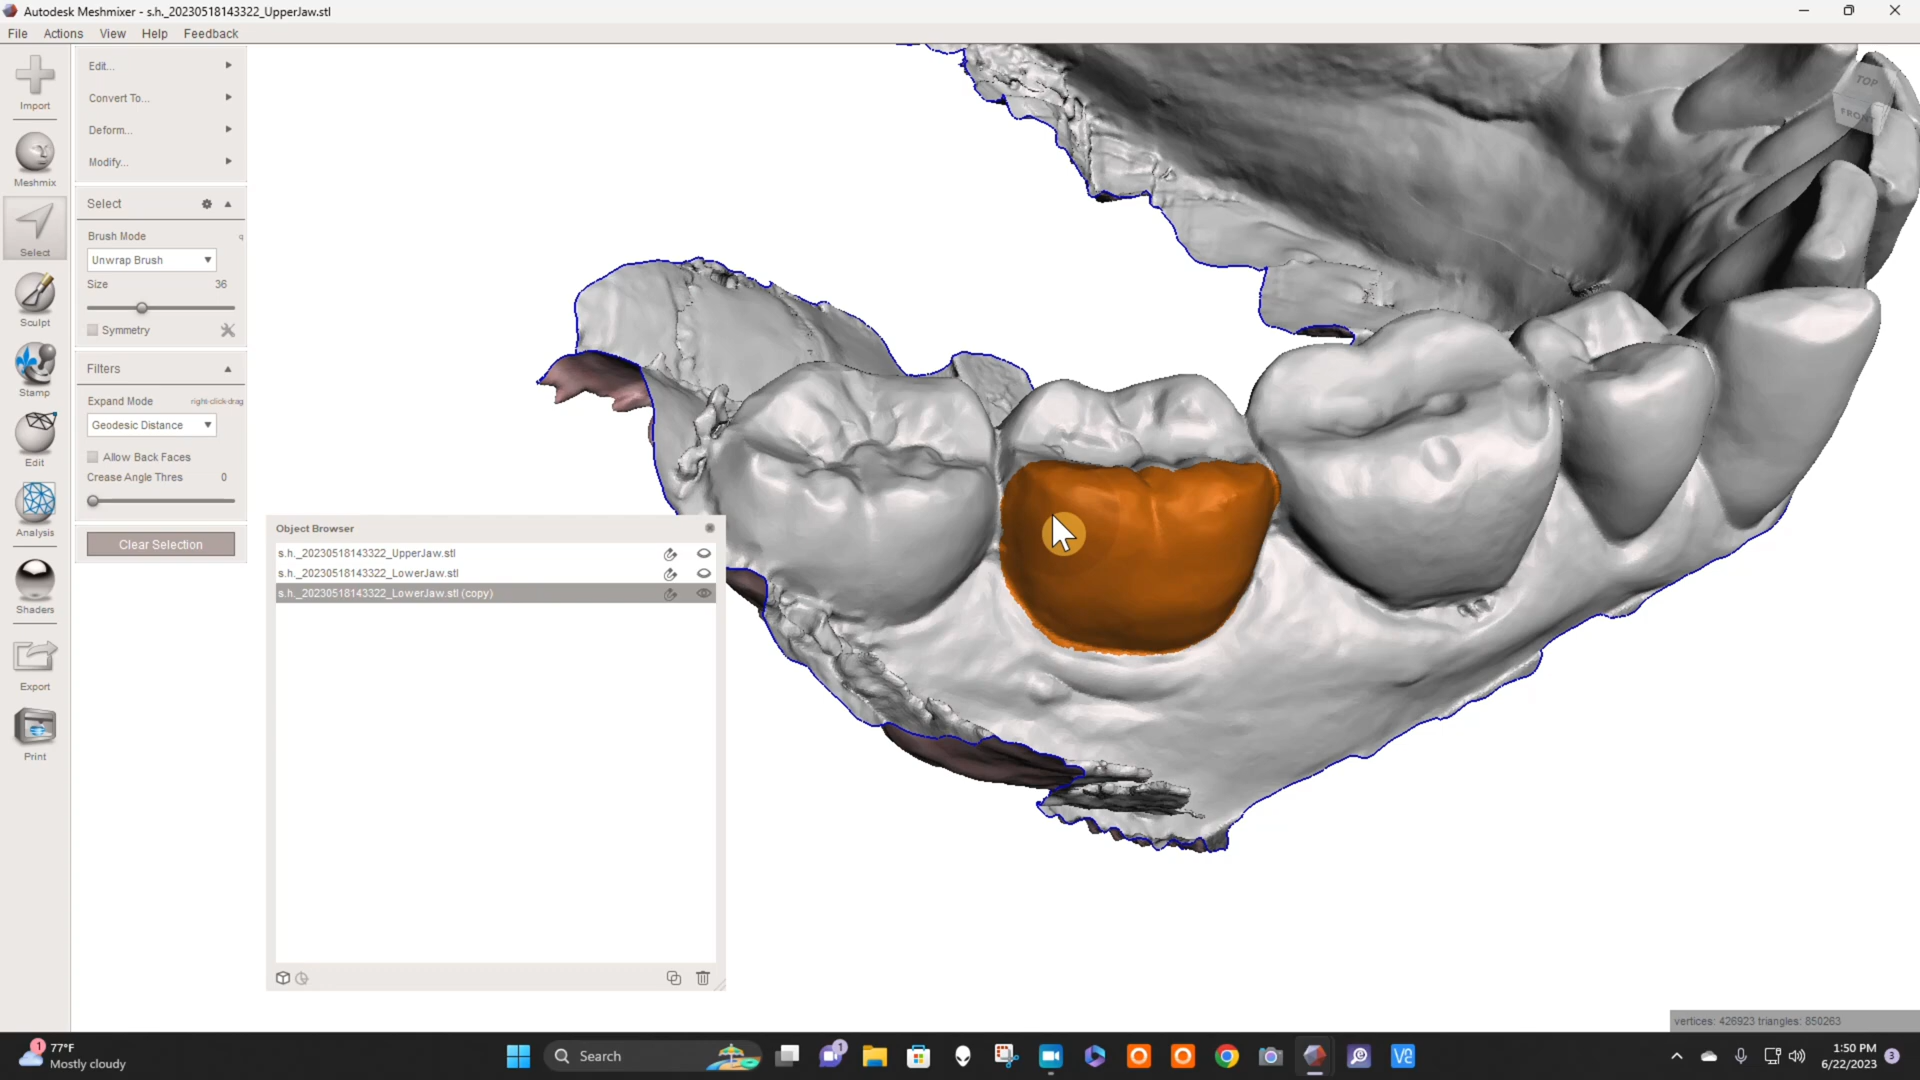 Autodesk Meshmixer - s.h._20230518143322_UpperJaw.stl
File Actions View Help Feedback
Import
Meshmix
Select
Sculpt
Stamp
Edit
Analysis
Shaders
Export
Print
Edit...
Convert To...
Deform...
Modify...
Select
Brush Mode q
Unwrap Brush
Size 36
Symmetry
Filters
Expand Mode right-click-drag
Geodesic Distance
Allow Back Faces
Crease Angle Thres 0
Clear Selection
Object Browser
s.h._20230518143322_UpperJaw.stl
s.h._20230518143322_LowerJaw.stl
s.h._20230518143322_LowerJaw.stl (copy)
TOP
FRONT
vertices: 426923 triangles: 850263
1
77°F
Mostly cloudy
Search
1
1:50 PM
6/22/2023
3